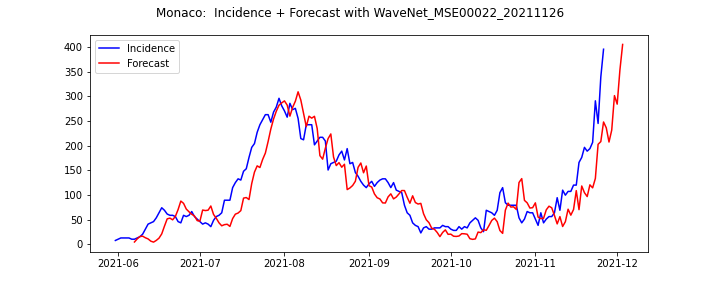 Monaco:  Incidence + Forecast with WaveNet_MSE00022_20211126
Incidence
Forecast
400
350
300
250
200
150
100
50
0
2021-06 2021-07 2021-08 2021-09 2021-10 2021-11 2021-12